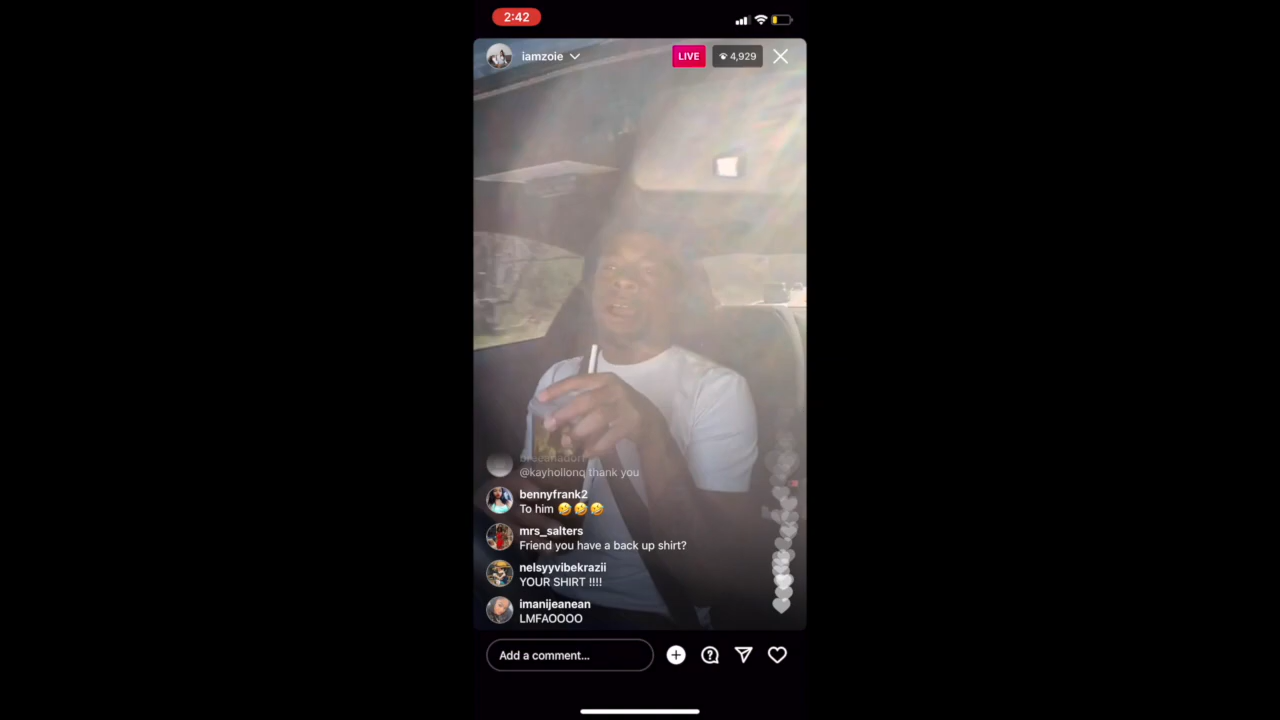 2:42
iamzoie
LIVE
4,929
@kayholiong thank you
bennyfrank2
To him 🤣🤣🤣
mrs_salters
Friend you have a back up shirt?
nelsyyvibekrazii
YOUR SHIRT !!!!
imanijeanean
LMFAOOOO
Add a comment...